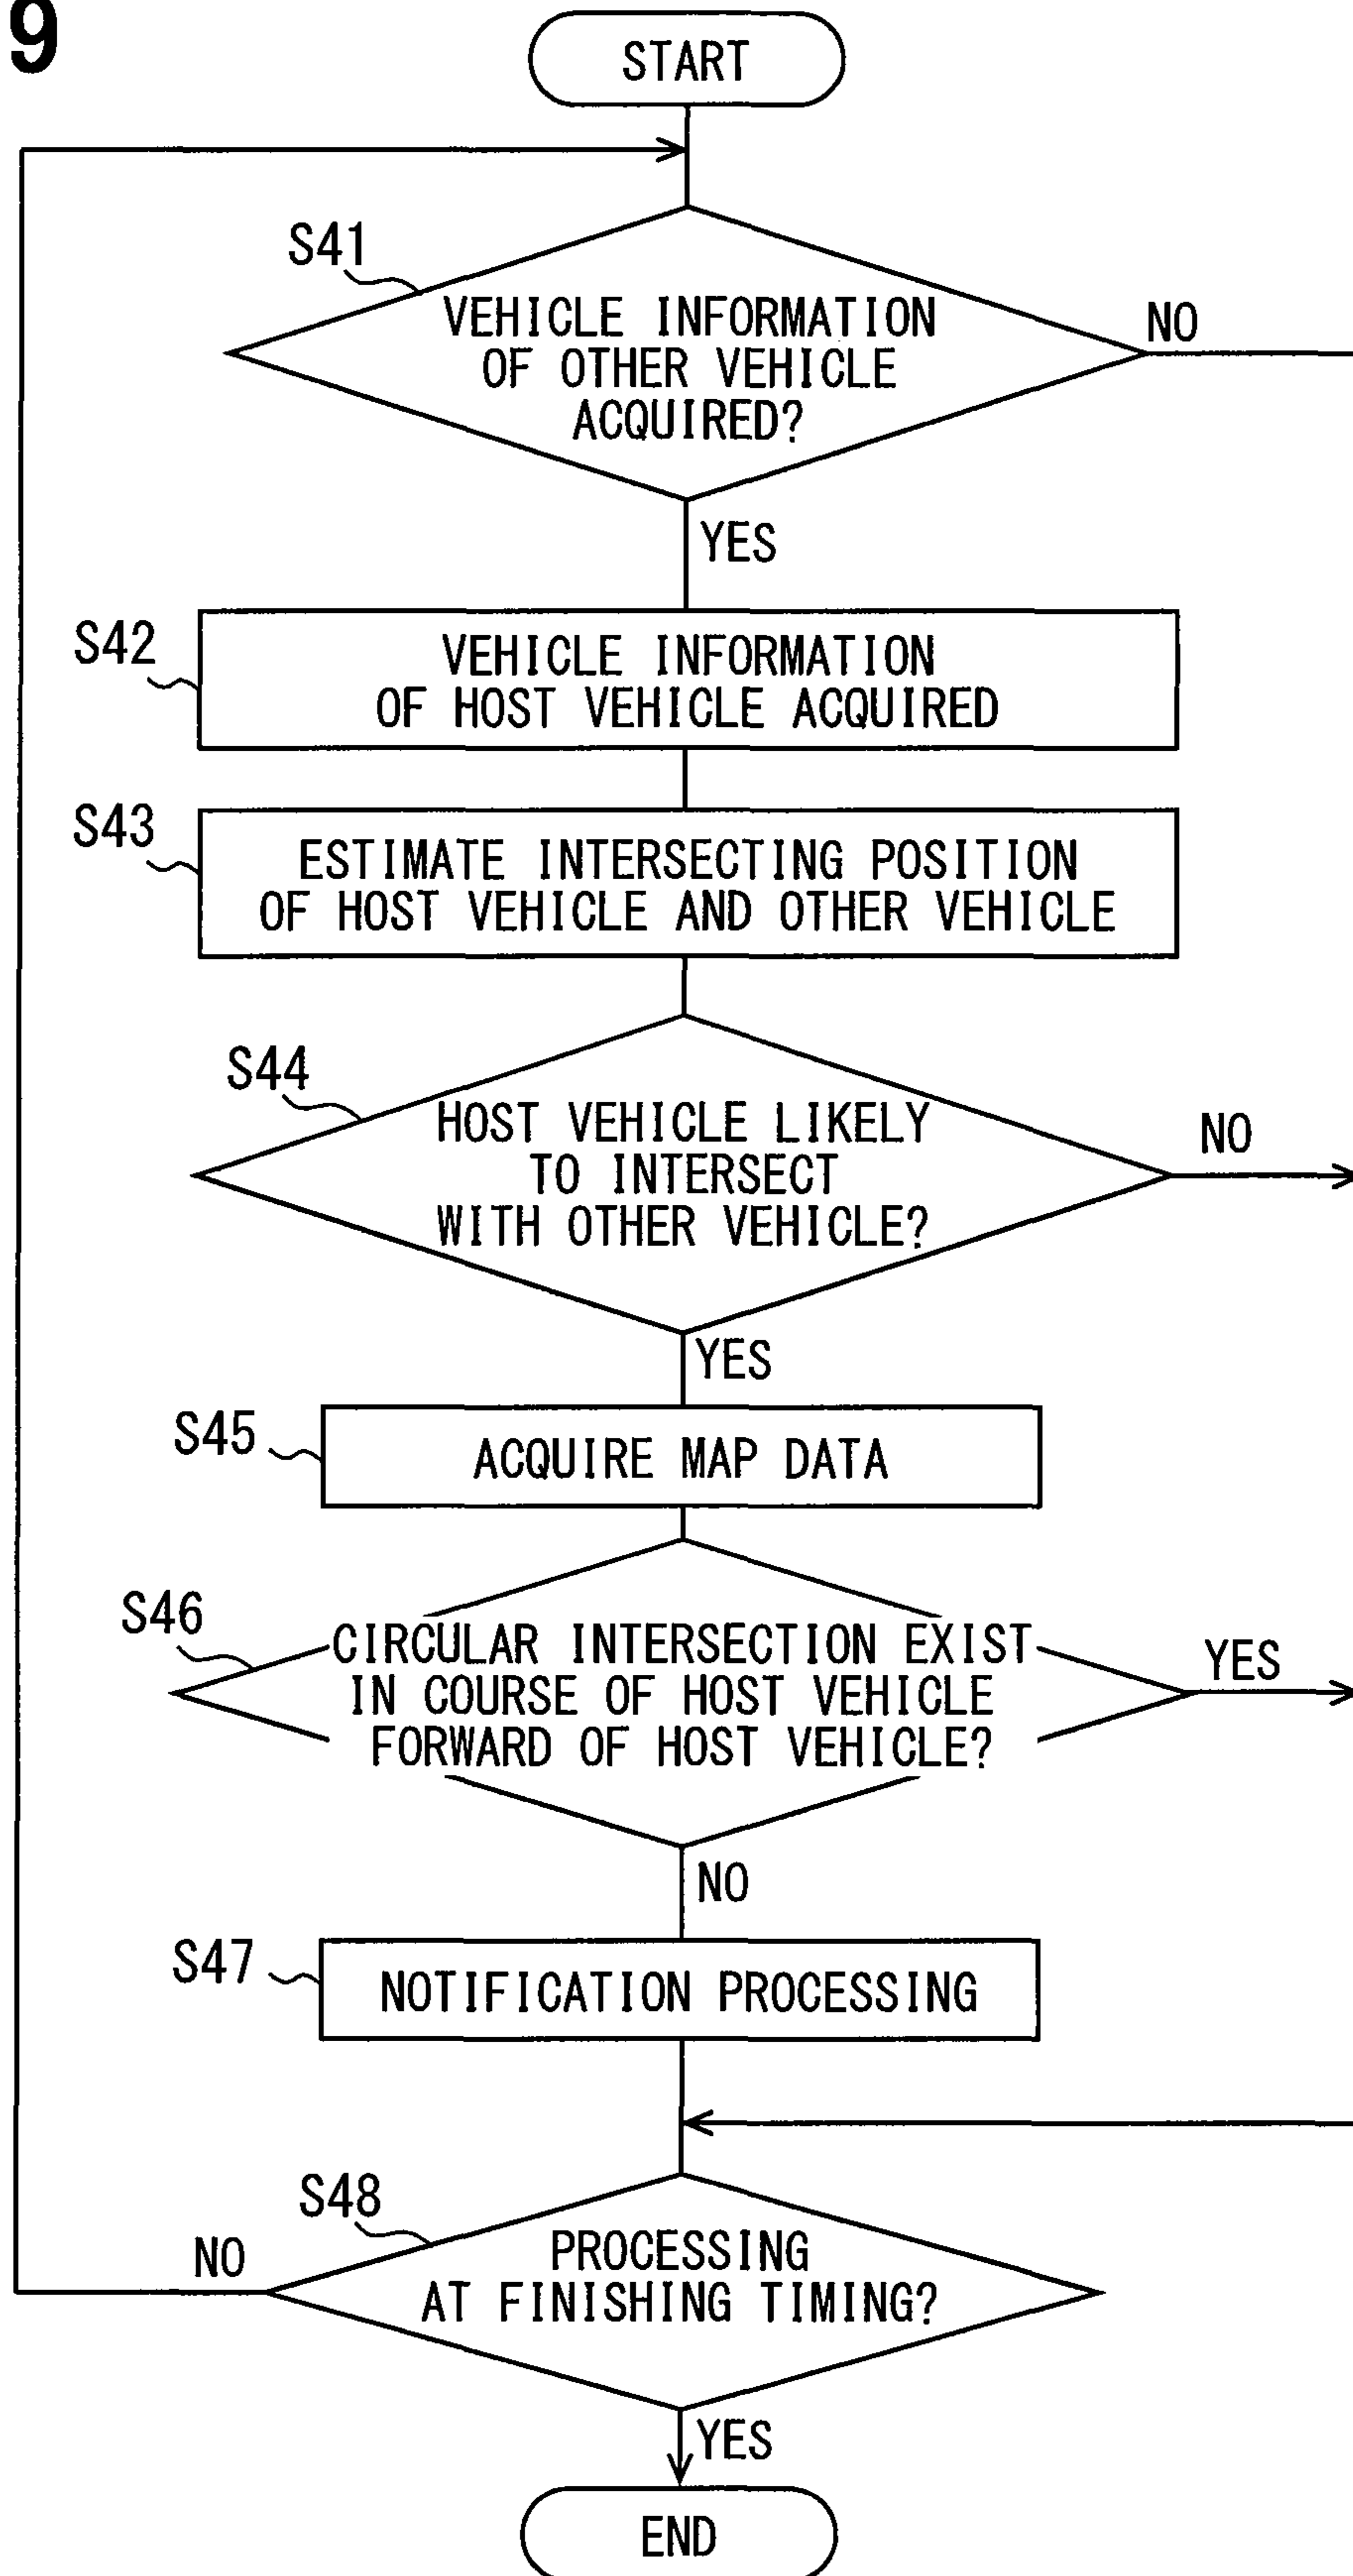 9
START
S41
VEHICLE INFORMATION
OF OTHER VEHICLE
ACQUIRED?
NO
YES
S42
VEHICLE INFORMATION
OF HOST VEHICLE ACQUIRED
S43
ESTIMATE INTERSECTING POSITION
OF HOST VEHICLE AND OTHER VEHICLE
S44
HOST VEHICLE LIKELY
TO INTERSECT
WITH OTHER VEHICLE?
NO
YES
S45
ACQUIRE MAP DATA
S46
CIRCULAR INTERSECTION EXIST
IN COURSE OF HOST VEHICLE
FORWARD OF HOST VEHICLE?
YES
NO
S47
NOTIFICATION PROCESSING
S48
PROCESSING
AT FINISHING TIMING?
NO
YES
END